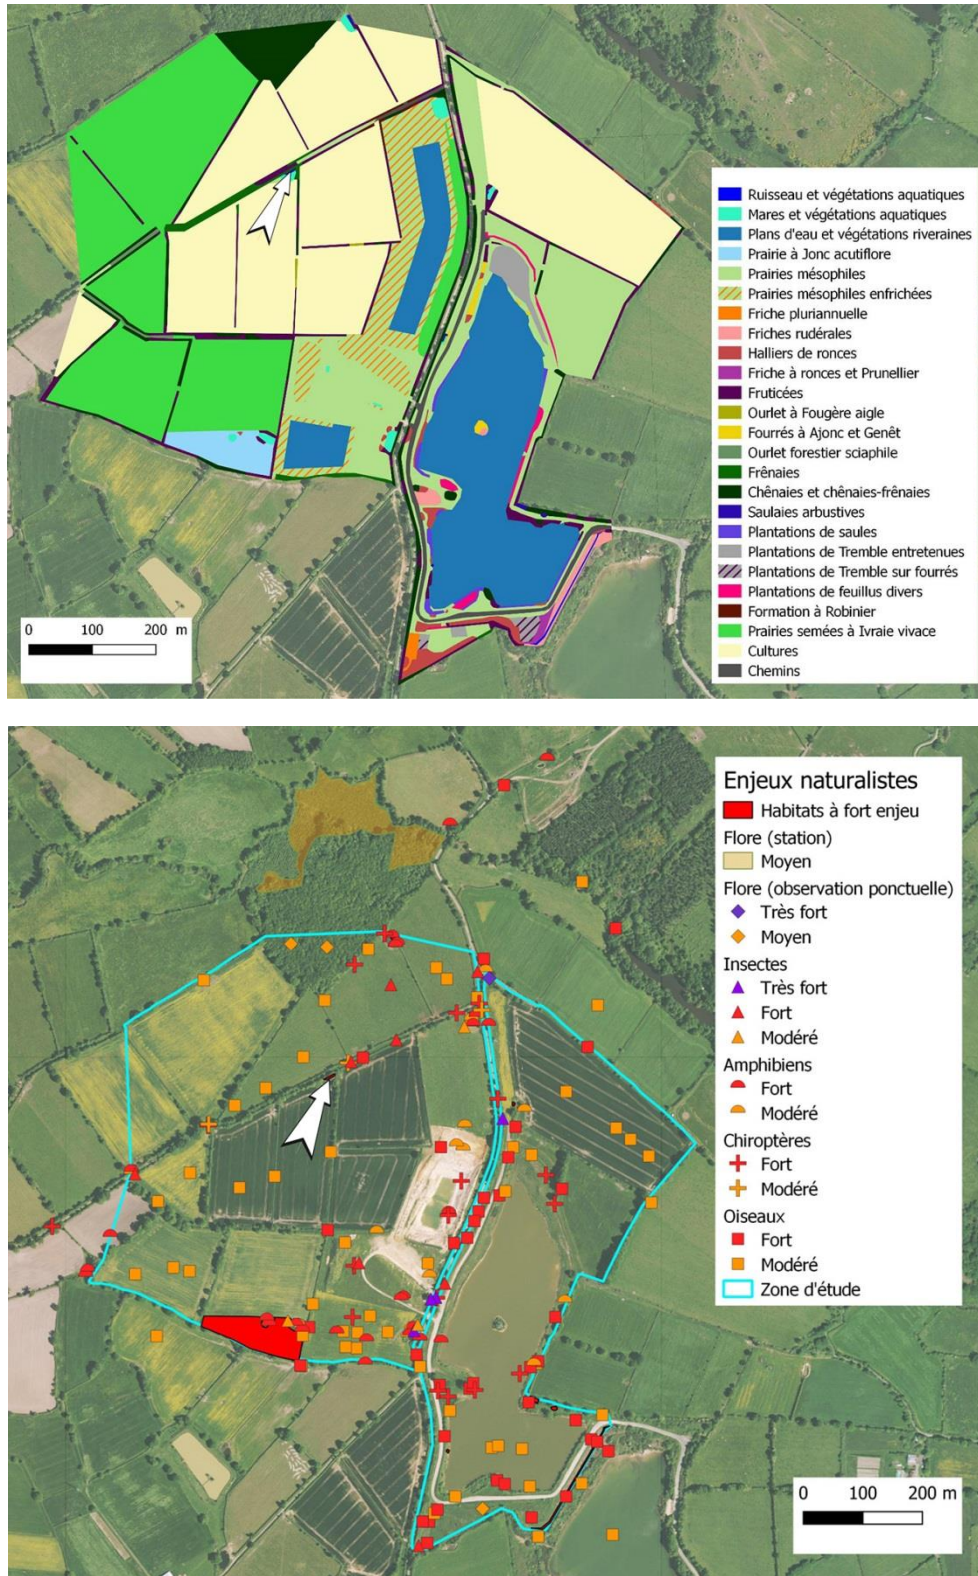 Ruisseau et végétations aquatiques
Mares et végétations aquatiques
Plans d'eau et végétations riveraines
Prairie à Jonc acutiflore
Prairies mésophiles
Prairies mésophiles enfrichées
Friche pluriannuelle
Friches rudérales
Halliers de ronces
Friche à ronces et Prunellier
Fruticées
Ourlet à Fougère aigle
Fourrés à Ajonc et Genêt
Ourlet forestier sciaphile
Frênaies
Chênaies et chênaies-frênaies
Saulaies arbustives
Plantations de saules
Plantations de Tremble entretenues
Plantations de Tremble sur fourrés
Plantations de feuillus divers
Formation à Robinier
Prairies semées à Ivraie vivace
Cultures
Chemins
0 100 200 m
Enjeux naturalistes
Habitats à fort enjeu
Flore (station)
Moyen
Flore (observation ponctuelle)
Très fort
Moyen
Insectes
Très fort
Fort
Modéré
Amphibiens
Fort
Modéré
Chiroptères
Fort
Modéré
Oiseaux
Fort
Modéré
Zone d'étude
0 100 200 m